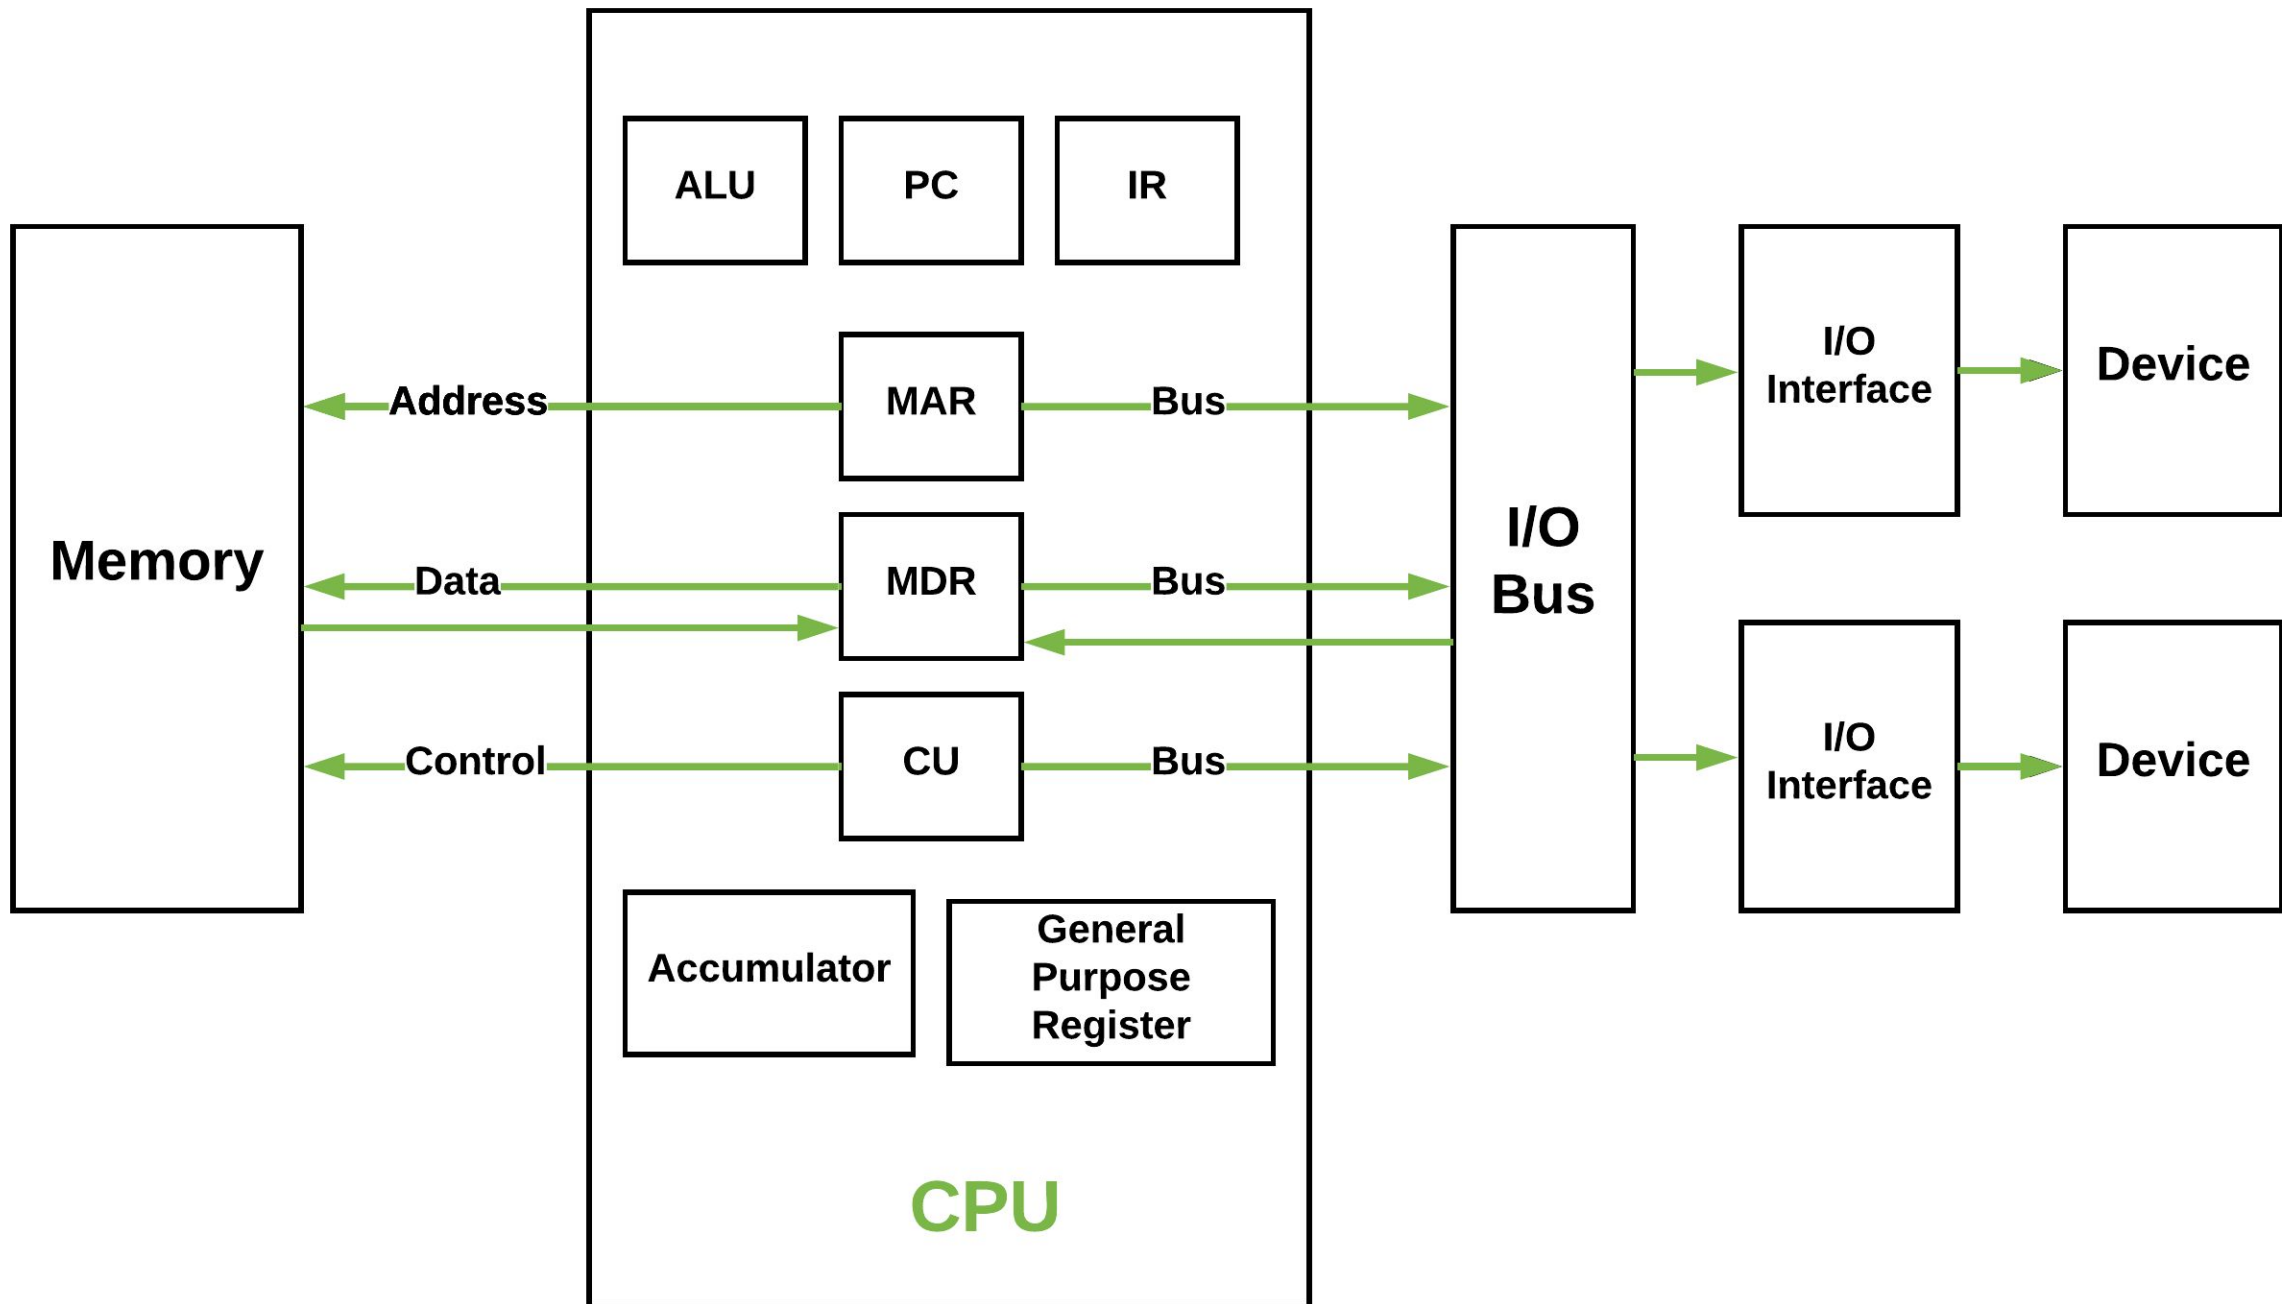 ALU
PC
IR
Memory
Address
MAR
Bus
Data
MDR
Bus
Control
CU
Bus
Accumulator
General
Purpose
Register
CPU
I/O
Bus
I/O
Interface
Device
I/O
Interface
Device